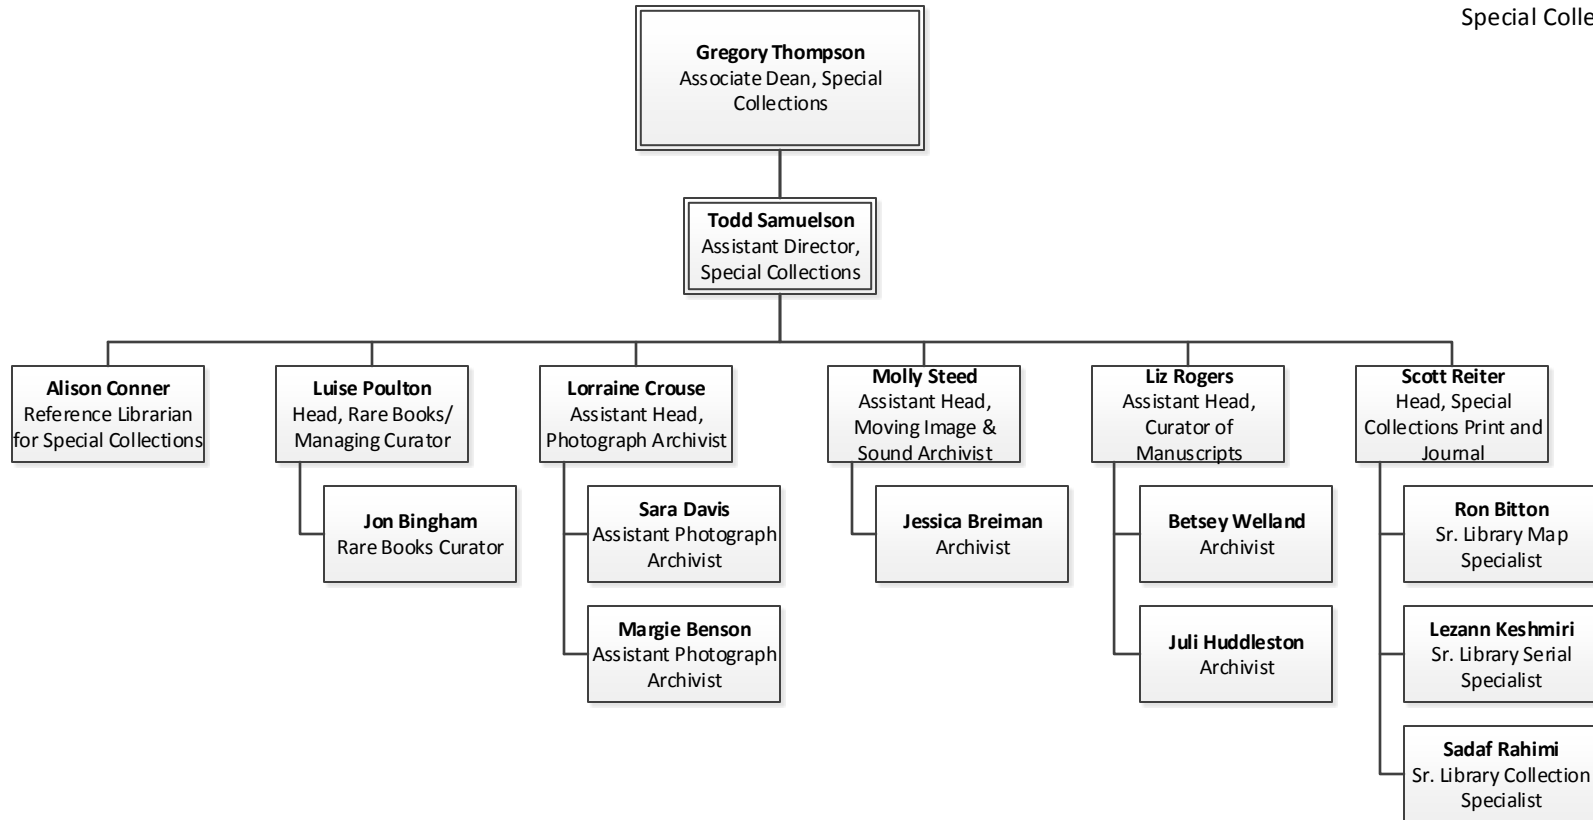 Special Colle
Gregory Thompson
Associate Dean, Special
Collections
Todd Samuelson
Assistant Director,
Special Collections
Alison Conner
Reference Librarian
for Special Collections
Luise Poulton
Head, Rare Books/
Managing Curator
Jon Bingham
Rare Books Curator
Lorraine Crouse
Assistant Head,
Photograph Archivist
Sara Davis
Assistant Photograph
Archivist
Margie Benson
Assistant Photograph
Archivist
Molly Steed
Assistant Head,
Moving Image &
Sound Archivist
Jessica Breiman
Archivist
Liz Rogers
Assistant Head,
Curator of
Manuscripts
Betsey Welland
Archivist
Juli Huddleston
Archivist
Scott Reiter
Head, Special
Collections Print and
Journal
Ron Bitton
Sr. Library Map
Specialist
Lezann Keshmiri
Sr. Library Serial
Specialist
Sadaf Rahimi
Sr. Library Collection
Specialist